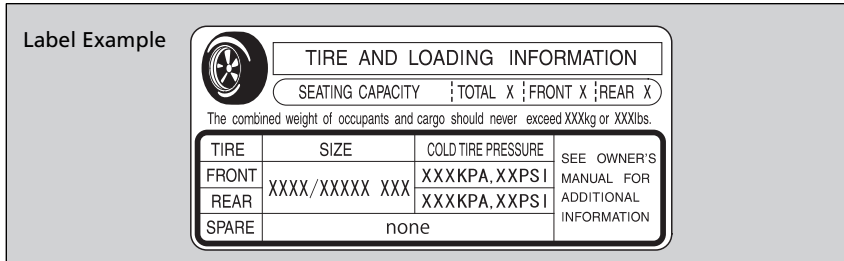 Label Example
TIRE AND LOADING INFORMATION
SEATING CAPACITY TOTAL X FRONT X REAR X
The combined weight of occupants and cargo should never exceed XXXkg or XXXlbs.
TIRE SIZE COLD TIRE PRESSURE
FRONT XXXX/XXXXX XXX XXXKPA,XXPSI
REAR XXXKPA,XXPSI
SPARE none
SEE OWNER'S
MANUAL FOR
ADDITIONAL
INFORMATION